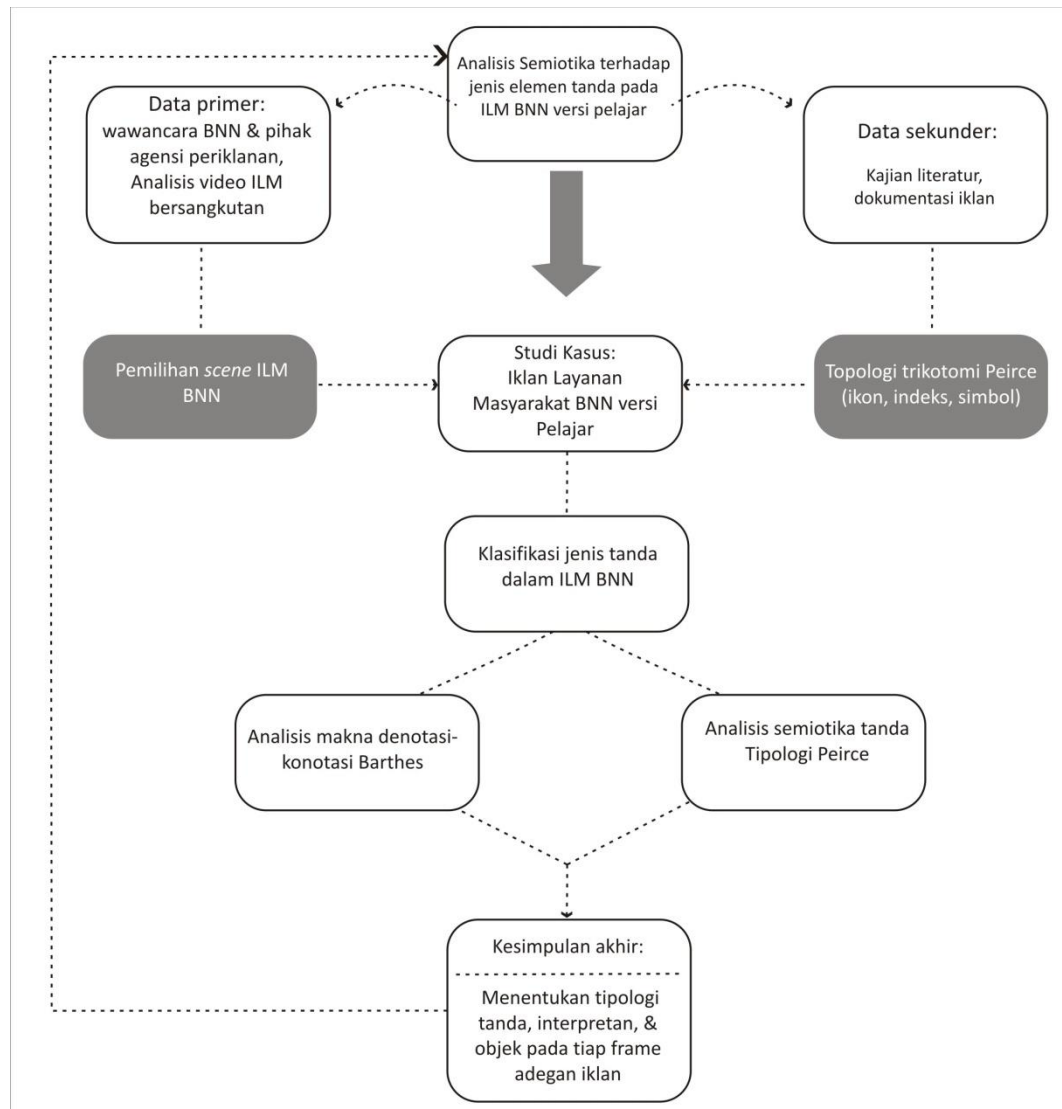 Analisis Semiotika terhadap
jenis elemen tanda pada
ILM BNN versi pelajar
Data primer:
wawancara BNN & pihak
agensi periklanan,
Analisis video ILM
bersangkutan
Data sekunder:
Kajian literatur,
dokumentasi iklan
Pemilihan scene ILM
BNN
Studi Kasus:
Iklan Layanan
Masyarakat BNN versi
Pelajar
Topologi trikotomi Peirce
(ikon, indeks, simbol)
Klasifikasi jenis tanda
dalam ILM BNN
Analisis makna denotasi-
konotasi Barthes
Analisis semiotika tanda
Tipologi Peirce
Kesimpulan akhir:
Menentukan tipologi
tanda, interpretan, &
objek pada tiap frame
adegan iklan